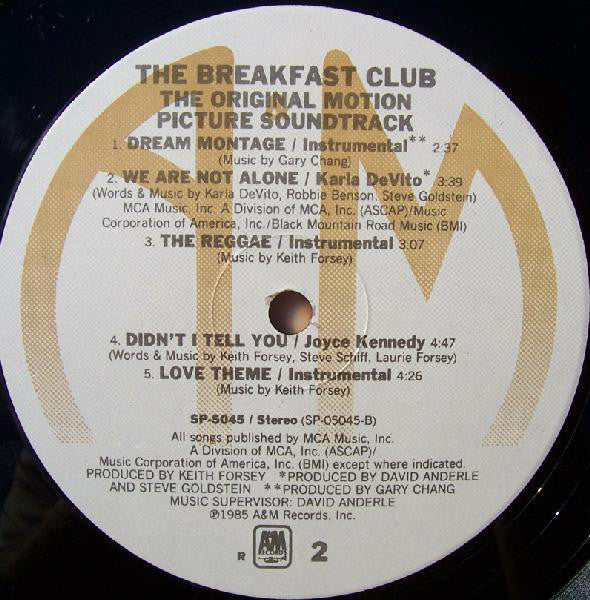 THE BREAKFAST CLUB
THE ORIGINAL MOTION
PICTURE SOUNDTRACK
1. DREAM MONTAGE / Instrumental** 2:37
(Music by Gary Chang)
2. WE ARE NOT ALONE / Karla DeVito* 3:39
(Words & Music by Karla DeVito, Robbie Benson, Steve Goldstein)
MCA Music, Inc. A Division of MCA, Inc. (ASCAP)/Music
Corporation of America, Inc./Black Mountain Road Music (BMI)
3. THE REGGAE / Instrumental 3:07
(Music by Keith Forsey)
4. DIDN'T I TELL YOU / Joyce Kennedy 4:47
(Words & Music by Keith Forsey, Steve Schiff, Laurie Forsey)
5. LOVE THEME / Instrumental 4:26
(Music by Keith Forsey)
SP-5045 / Stereo (SP-05045-B)
All songs published by MCA Music, Inc.
A Division of MCA, Inc. (ASCAP)/
Music Corporation of America, Inc. (BMI) except where indicated.
PRODUCED BY KEITH FORSEY *PRODUCED BY DAVID ANDERLE
AND STEVE GOLDSTEIN **PRODUCED BY GARY CHANG
MUSIC SUPERVISOR: DAVID ANDERLE
℗1985 A&M Records, Inc.
R A&M RECORDS 2